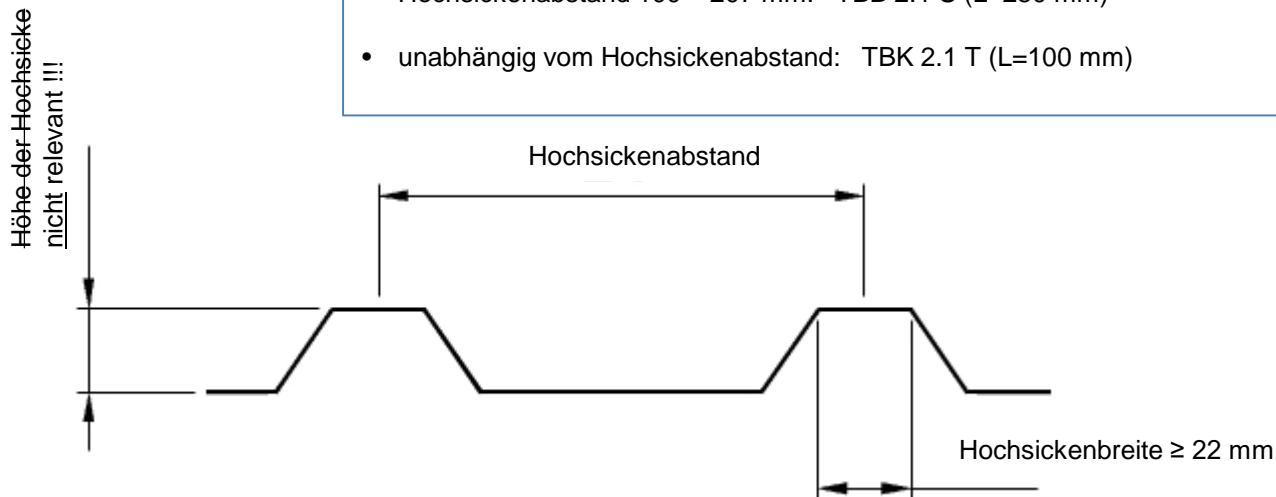 • unabhängig vom Hochsickenabstand: TBK 2.1 T (L=100 mm)
Höhe der Hochsicke
nicht relevant !!!
Hochsickenabstand
Hochsickenbreite ≥ 22 mm